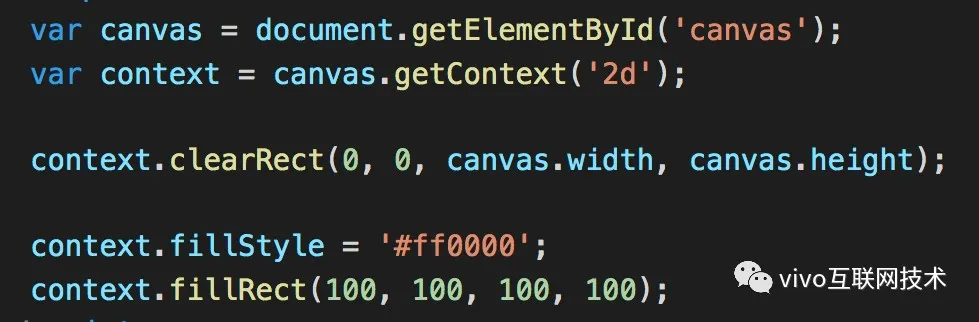 var canvas = document.getElementById('canvas');
var context = canvas.getContext('2d');
context.clearRect(0, 0, canvas.width, canvas.height);
context.fillStyle = '#ff0000';
context.fillRect(100, 100, 100, 100);
vivo互联网技术